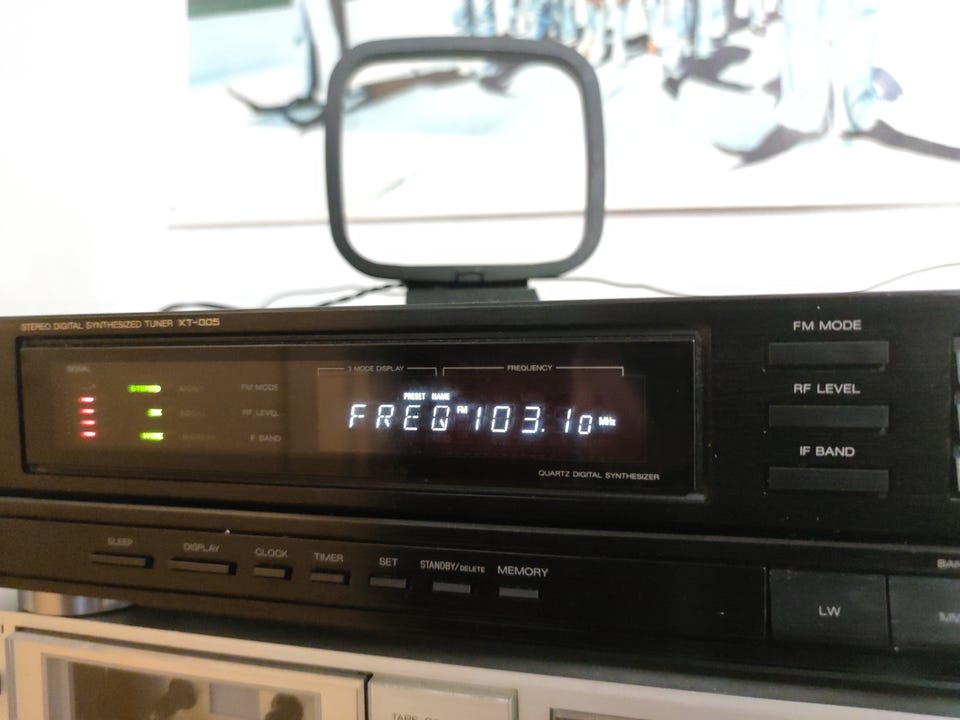 STEREO DIGITAL SYNTHESIZED TUNER XT-005
SIGNAL
STEREO
FM MODE
RF LEVEL
IF BAND
3 MODE DISPLAY
FREQUENCY
PRESET NAME
FREQ FM 103.10 MHz
QUARTZ DIGITAL SYNTHESIZER
FM MODE
RF LEVEL
IF BAND
SLEEP
DISPLAY
CLOCK
TIMER
SET
STANDBY/DELETE
MEMORY
LW